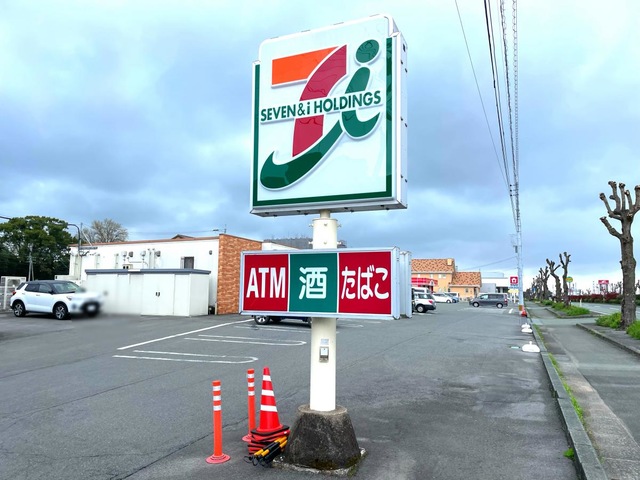 SEVEN&i HOLDINGS
ATM 酒 たばこ